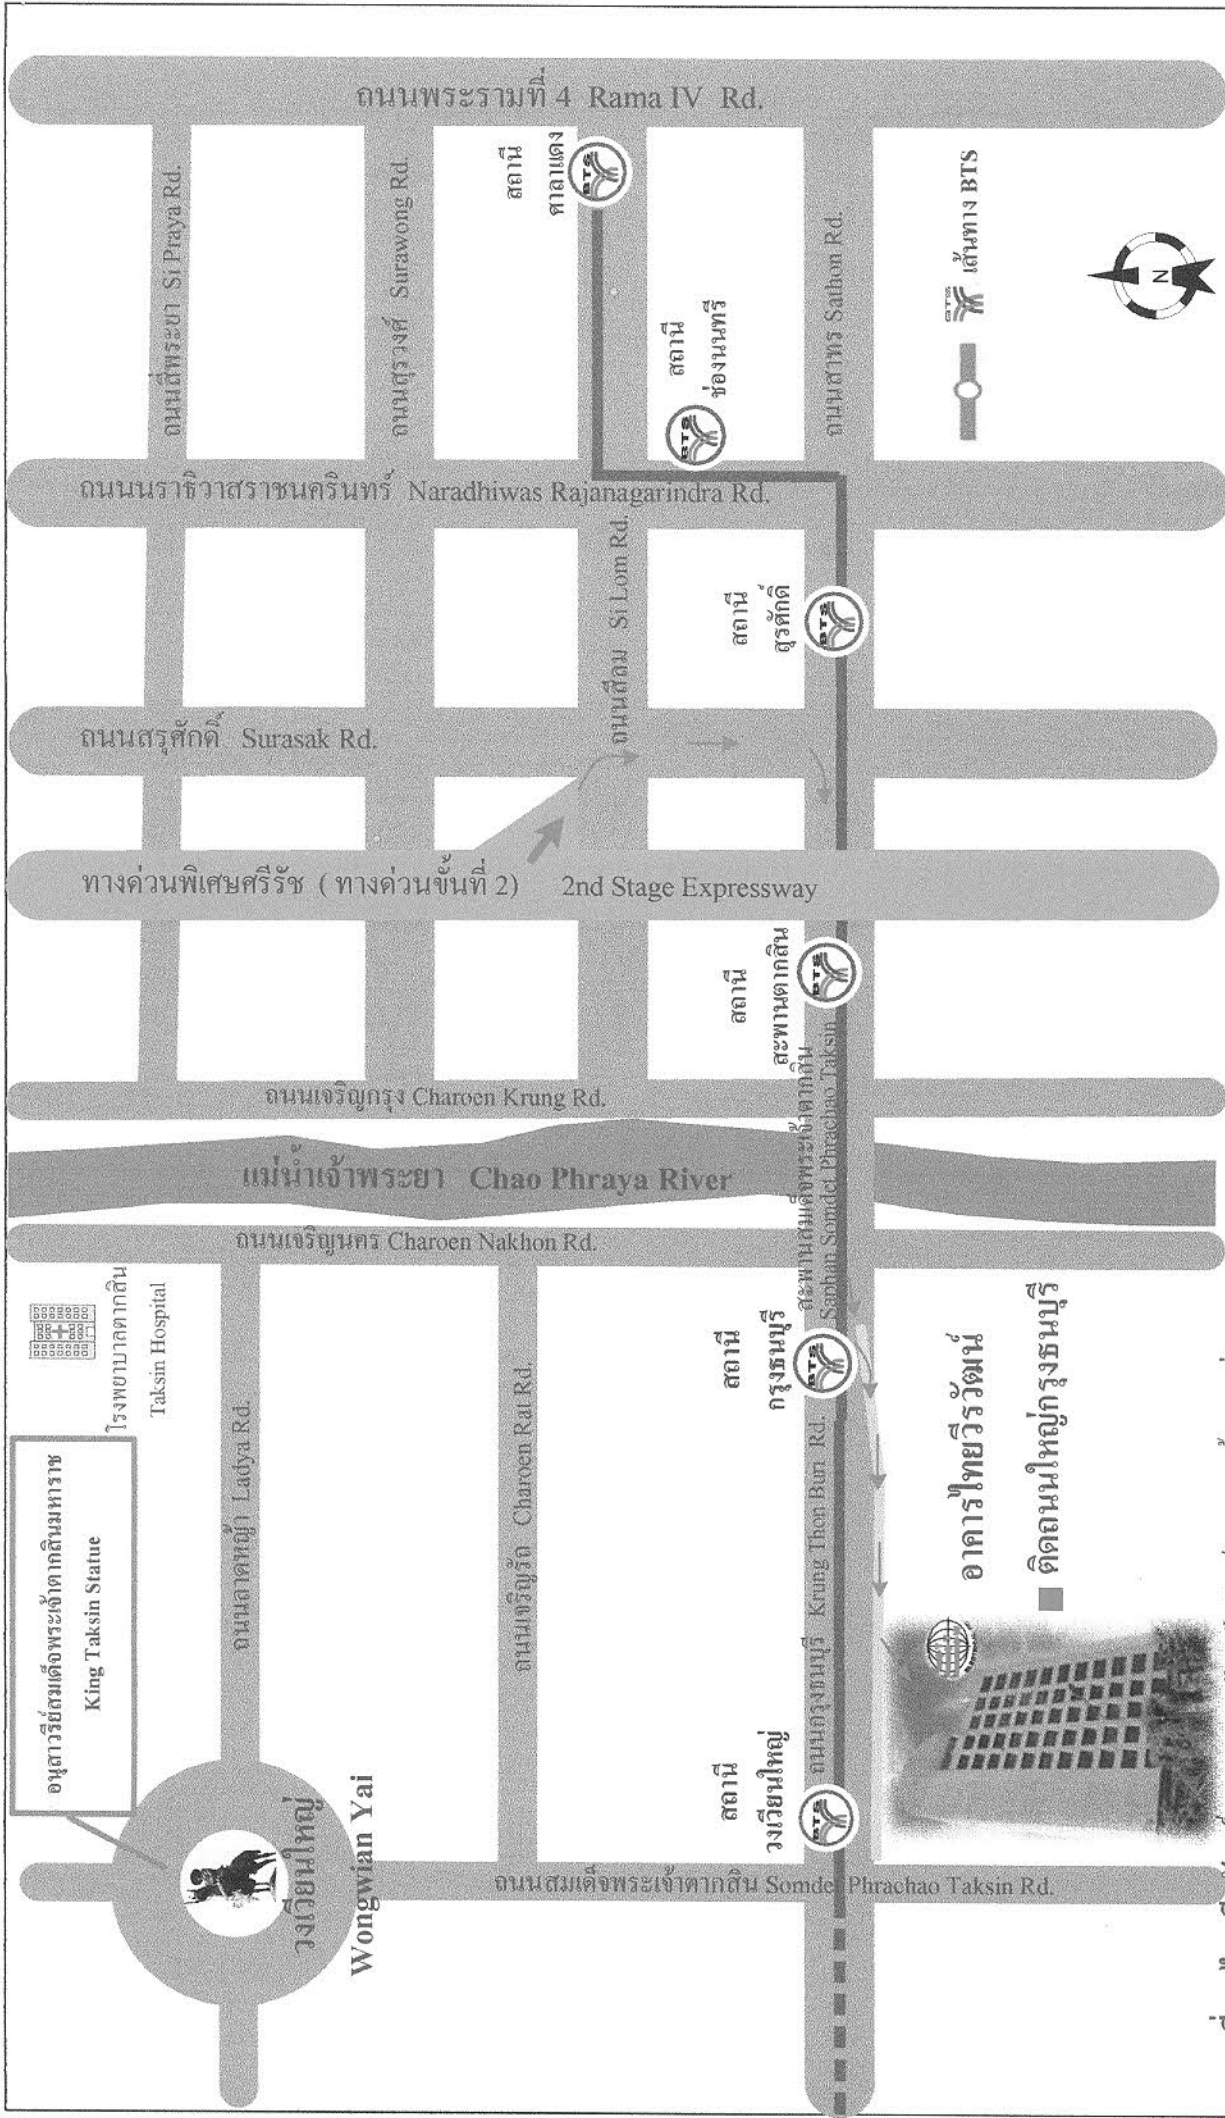 ถนนพระรามที่ 4 Rama IV Rd.
ถนนสี่พระยา Si Praya Rd.
ถนนสุรวงศ์ Surawong Rd.
สถานี
ศาลาแดง
BTS
สถานี
ช่องนนทรี
BTS
ถนนสาทร Sathon Rd.
BTS เส้นทาง BTS
N
ถนนนราธิวาสราชนครินทร์ Naradhiwas Rajanagarindra Rd.
ถนนสีลม Si Lom Rd.
สถานี
สุรศักดิ์
BTS
ถนนสรุศักดิ์ Surasak Rd.
ทางด่วนพิเศษศรีรัช ( ทางด่วนขั้นที่ 2) 2nd Stage Expressway
สถานี
สะพานตากสิน
BTS
ถนนเจริญกรุง Charoen Krung Rd.
สะพานสมเด็จพระเจ้าตากสิน
Saphan Somdet Phrachao Taksin
แม่น้ำเจ้าพระยา Chao Phraya River
ถนนเจริญนคร Charoen Nakhon Rd.
โรงพยาบาลตากสิน
Taksin Hospital
สถานี
กรุงธนบุรี
BTS
อนุสาวรีย์สมเด็จพระเจ้าตากสินมหาราช
King Taksin Statue
ถนนลาดหญ้า Ladya Rd.
ถนนเจริญรัถ Charoen Rat Rd.
ถนนกรุงธนบุรี Krung Thon Buri Rd.
อาคารไทยวีรวัฒน์
ติดถนนใหญ่กรุงธนบุรี
สถานี
วงเวียนใหญ่
BTS
วงเวียนใหญ่
Wongwian Yai
ถนนสมเด็จพระเจ้าตากสิน Somdet Phrachao Taksin Rd.